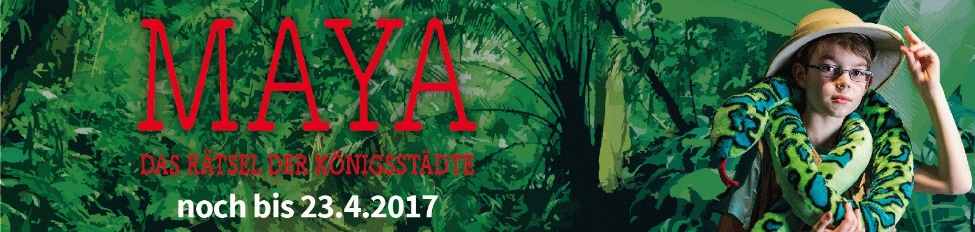 MAYA
DAS RÄTSEL DER KÖNIGSSTÄDTE
noch bis 23.4.2017